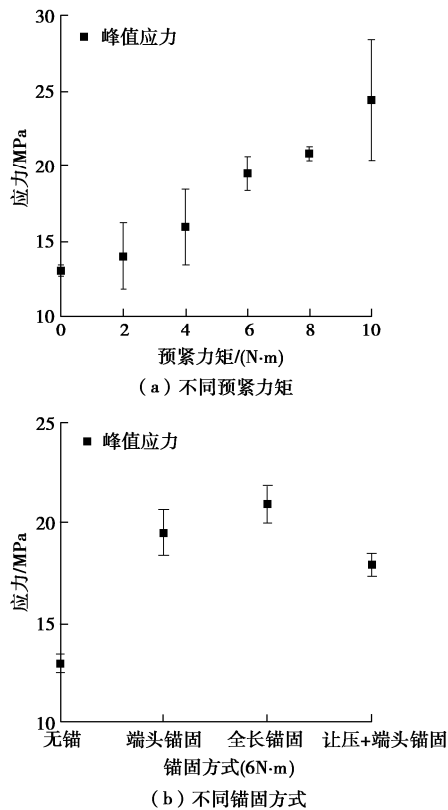 30
峰值应力
25
20
15
10
应力/MPa
0 2 4 6 8 10
预紧力矩/(N·m)
(a)不同预紧力矩
25
峰值应力
20
15
10
应力/MPa
无锚 端头锚固 全长锚固 让压+端头锚固
锚固方式(6N·m)
(b)不同锚固方式